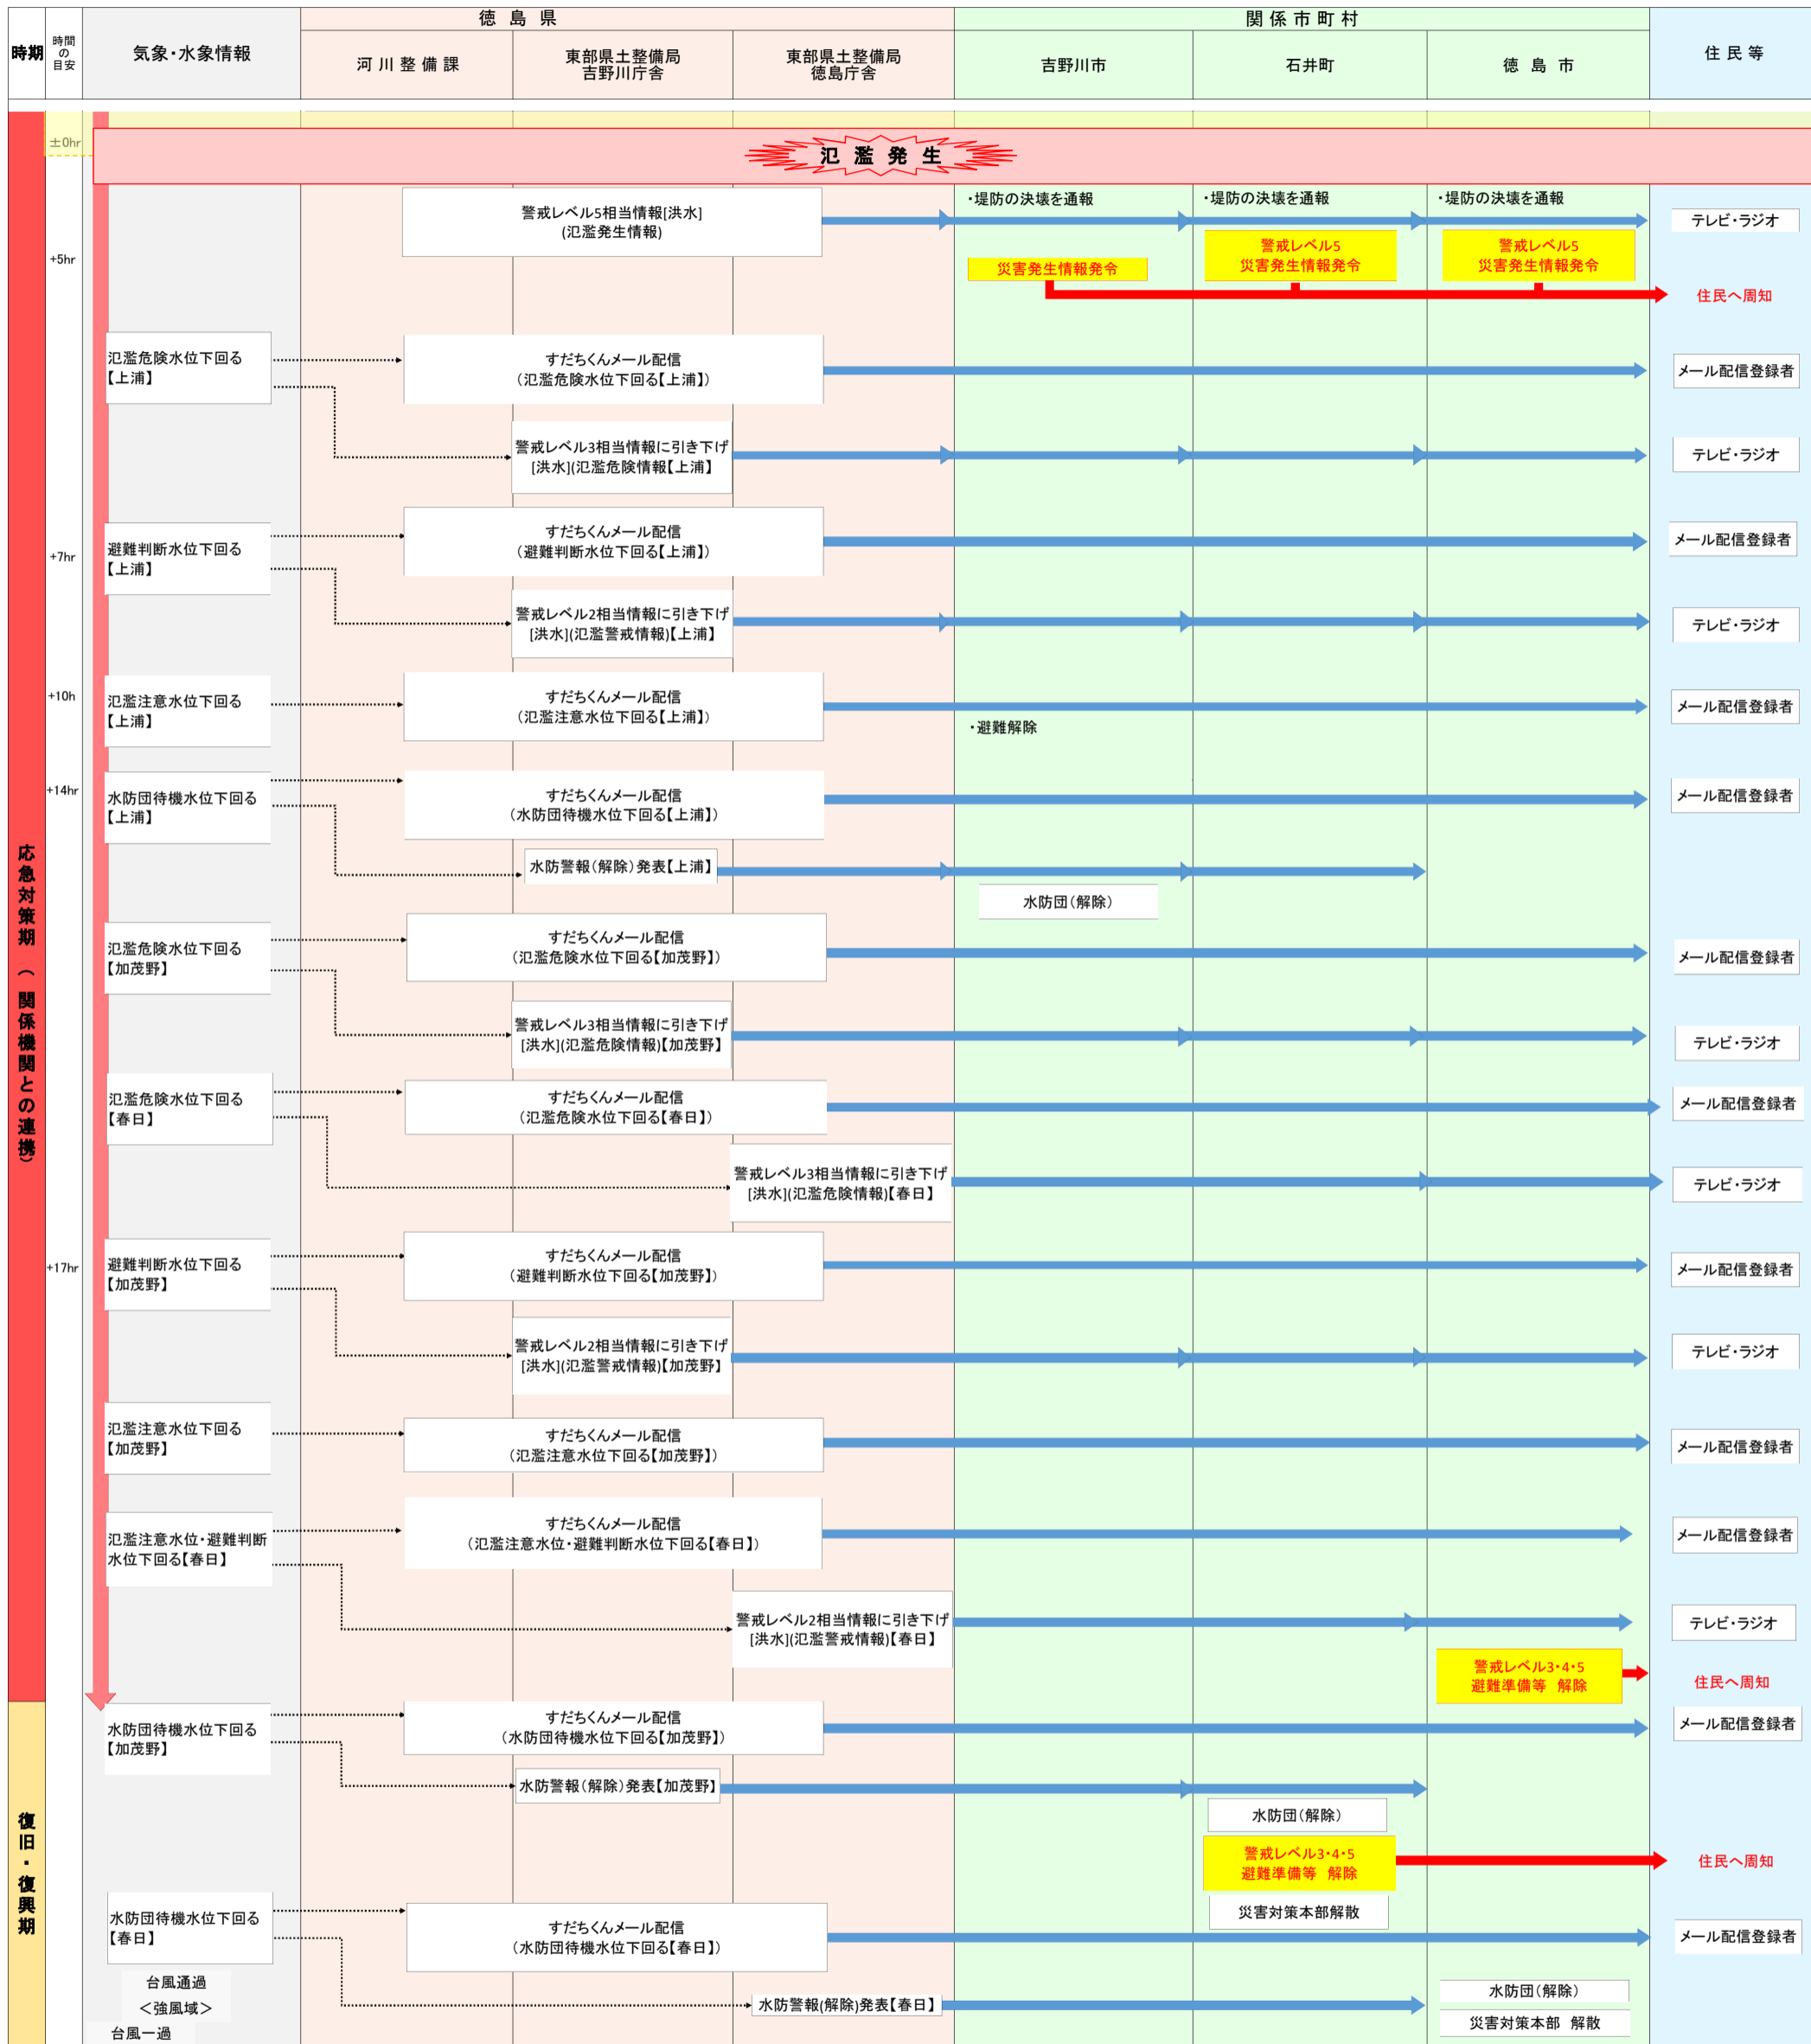 時期
時間
の
目安
気象・水象情報
徳島県
河川整備課
東部県土整備局
吉野川庁舎
東部県土整備局
徳島庁舎
関係市町村
吉野川市
石井町
徳島市
住民等
±0hr
氾濫発生
警戒レベル5相当情報[洪水]
(氾濫発生情報)
・堤防の決壊を通報
・堤防の決壊を通報
・堤防の決壊を通報
テレビ・ラジオ
+5hr
災害発生情報発令
警戒レベル5
災害発生情報発令
警戒レベル5
災害発生情報発令
住民へ周知
氾濫危険水位下回る
【上浦】
すだちくんメール配信
（氾濫危険水位下回る【上浦】）
メール配信登録者
警戒レベル3相当情報に引き下げ
[洪水](氾濫危険情報【上浦】
テレビ・ラジオ
+7hr
避難判断水位下回る
【上浦】
すだちくんメール配信
（避難判断水位下回る【上浦】）
メール配信登録者
警戒レベル2相当情報に引き下げ
[洪水](氾濫警戒情報)【上浦】
テレビ・ラジオ
+10h
氾濫注意水位下回る
【上浦】
すだちくんメール配信
（氾濫注意水位下回る【上浦】）
メール配信登録者
・避難解除
+14hr
水防団待機水位下回る
【上浦】
すだちくんメール配信
（水防団待機水位下回る【上浦】）
メール配信登録者
水防警報（解除）発表【上浦】
水防団（解除）
応急対策期（関係機関との連携）
氾濫危険水位下回る
【加茂野】
すだちくんメール配信
（氾濫危険水位下回る【加茂野】）
メール配信登録者
警戒レベル3相当情報に引き下げ
[洪水](氾濫危険情報)【加茂野】
テレビ・ラジオ
氾濫危険水位下回る
【春日】
すだちくんメール配信
（氾濫危険水位下回る【春日】）
メール配信登録者
警戒レベル3相当情報に引き下げ
[洪水](氾濫危険情報)【春日】
テレビ・ラジオ
+17hr
避難判断水位下回る
【加茂野】
すだちくんメール配信
（避難判断水位下回る【加茂野】）
メール配信登録者
警戒レベル2相当情報に引き下げ
[洪水](氾濫警戒情報)【加茂野】
テレビ・ラジオ
氾濫注意水位下回る
【加茂野】
すだちくんメール配信
（氾濫注意水位下回る【加茂野】）
メール配信登録者
氾濫注意水位・避難判断
水位下回る【春日】
すだちくんメール配信
（氾濫注意水位・避難判断水位下回る【春日】）
メール配信登録者
警戒レベル2相当情報に引き下げ
[洪水](氾濫警戒情報)【春日】
テレビ・ラジオ
警戒レベル3・4・5
避難準備等　解除
住民へ周知
水防団待機水位下回る
【加茂野】
すだちくんメール配信
（水防団待機水位下回る【加茂野】）
メール配信登録者
水防警報（解除）発表【加茂野】
水防団（解除）
警戒レベル3・4・5
避難準備等　解除
住民へ周知
復旧・復興期
災害対策本部解散
水防団待機水位下回る
【春日】
すだちくんメール配信
（水防団待機水位下回る【春日】）
メール配信登録者
台風通過
＜強風域＞
水防警報(解除)発表【春日】
水防団（解除）
災害対策本部　解散
台風一過